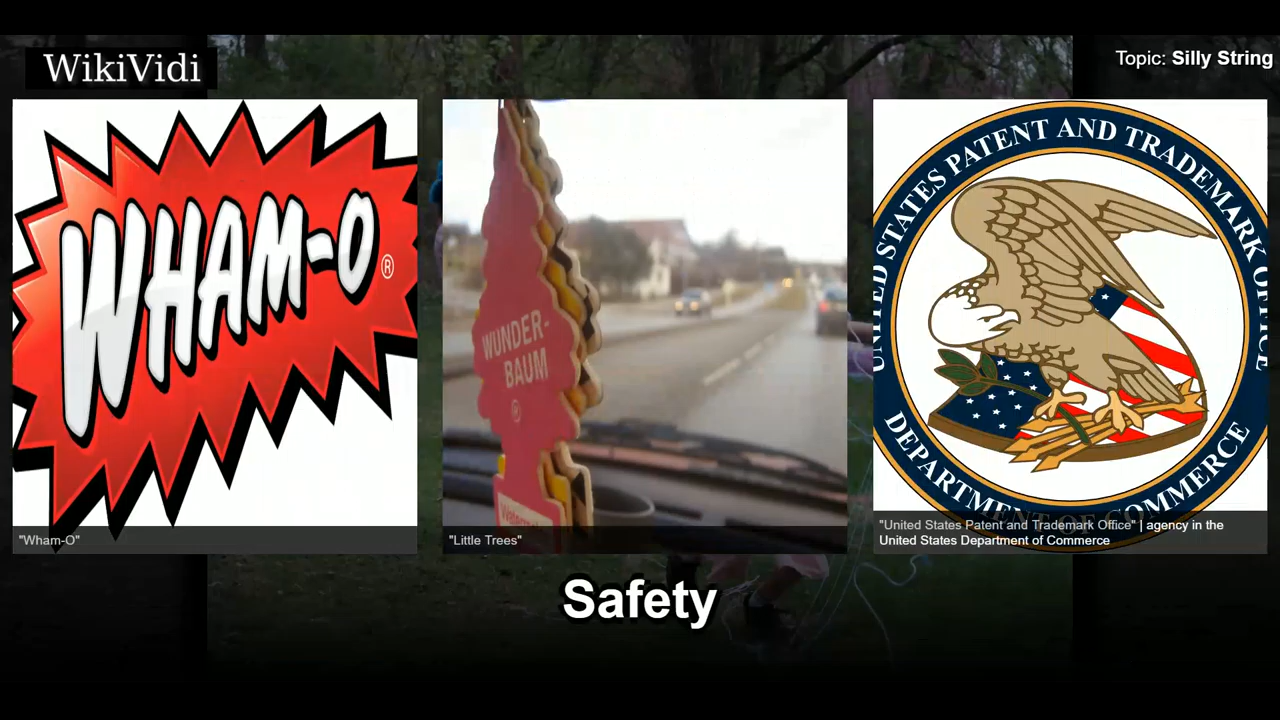 WikiVidi
Topic: Silly String
WHAM-O®
"Wham-O"
WUNDER-
BAUM
®
"Little Trees"
UNITED STATES PATENT AND TRADEMARK OFFICE
DEPARTMENT OF COMMERCE
"United States Patent and Trademark Office" | agency in the
United States Department of Commerce
Safety